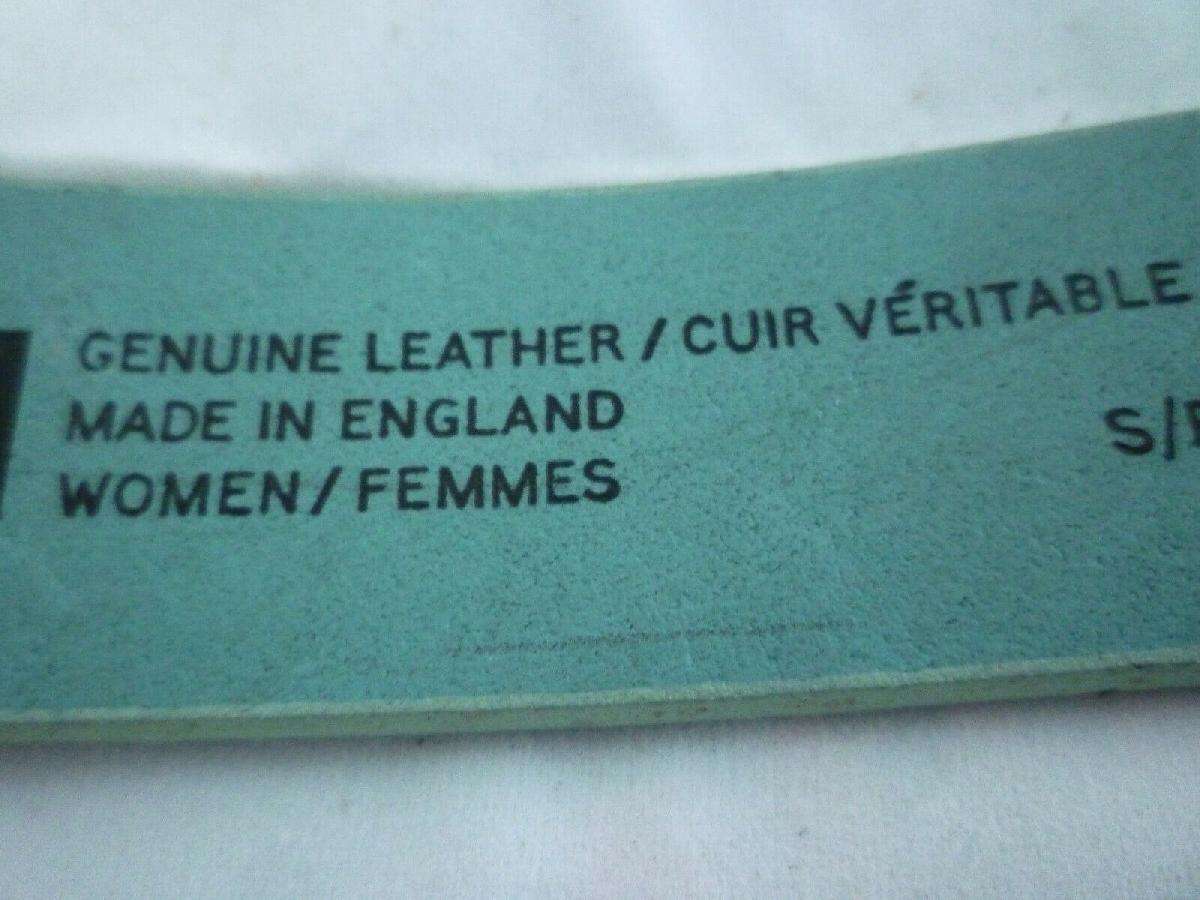 GENUINE LEATHER / CUIR VÉRITABLE
MADE IN ENGLAND
WOMEN/FEMMES
S/